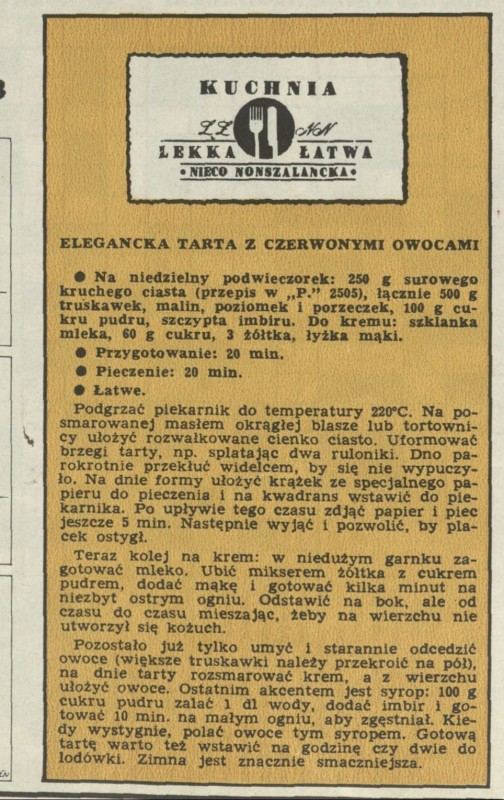 KUCHNIA
ŁŻ NN
LEKKA ŁATWA
• NIECO NONSZALANCKA •
ELEGANCKA TARTA Z CZERWONYMI OWOCAMI
● Na niedzielny podwieczorek: 250 g surowego
kruchego ciasta (przepis w „P.” 2505), łącznie 500 g
truskawek, malin, poziomek i porzeczek, 100 g cu-
kru pudru, szczypta imbiru. Do kremu: szklanka
mleka, 60 g cukru, 3 żółtka, łyżka mąki.
● Przygotowanie: 20 min.
● Pieczenie: 20 min.
● Łatwe.
Podgrzać piekarnik do temperatury 220°C. Na po-
smarowanej masłem okrągłej blasze lub tortowni-
cy ułożyć rozwałkowane cienko ciasto. Uformować
brzegi tarty, np. splatając dwa ruloniki. Dno pa-
rokrotnie przekłuć widelcem, by się nie wypuczy-
ło. Na dnie formy ułożyć krążek ze specjalnego pa-
pieru do pieczenia i na kwadrans wstawić do pie-
karnika. Po upływie tego czasu zdjąć papier i piec
jeszcze 5 min. Następnie wyjąć i pozwolić, by pla-
cek ostygł.
Teraz kolej na krem: w niedużym garnku za-
gotować mleko. Ubić mikserem żółtka z cukrem
pudrem, dodać mąkę i gotować kilka minut na
niezbyt ostrym ogniu. Odstawić na bok, ale od
czasu do czasu mieszając, żeby na wierzchu nie
utworzył się kożuch.
Pozostało już tylko umyć i starannie odcedzić
owoce (większe truskawki należy przekroić na pół),
na dnie tarty rozsmarować krem, a z wierzchu
ułożyć owoce. Ostatnim akcentem jest syrop: 100 g
cukru pudru zalać 1 dl wody, dodać imbir i go-
tować 10 min. na małym ogniu, aby zgęstniał. Kie-
dy wystygnie, polać owoce tym syropem. Gotową
tartę warto też wstawić na godzinę czy dwie do
lodówki. Zimna jest znacznie smaczniejsza.